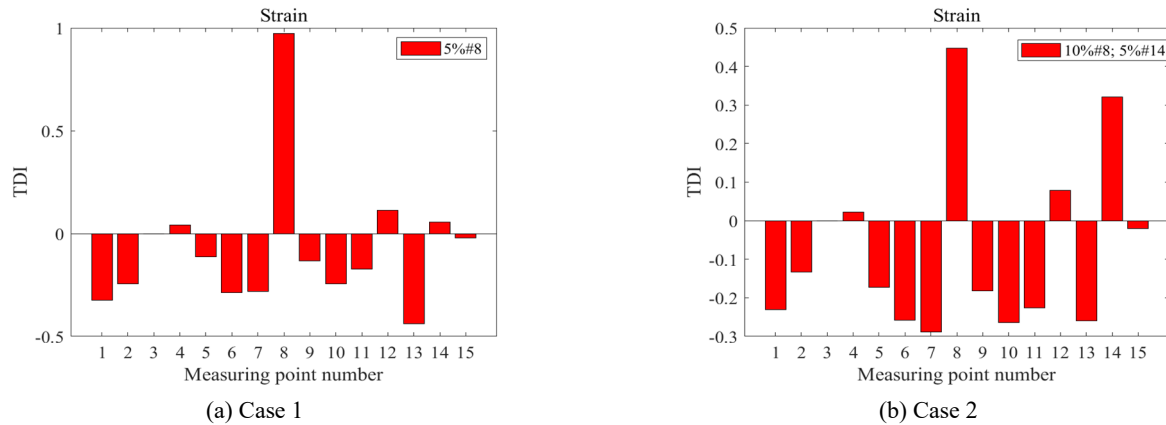 Strain
1
0.5
0
-0.5
TDI
5%#8
1 2 3 4 5 6 7 8 9 10 11 12 13 14 15
Measuring point number
(a) Case 1
Strain
0.5
0.4
0.3
0.2
0.1
0
-0.1
-0.2
-0.3
TDI
10%#8; 5%#14
1 2 3 4 5 6 7 8 9 10 11 12 13 14 15
Measuring point number
(b) Case 2